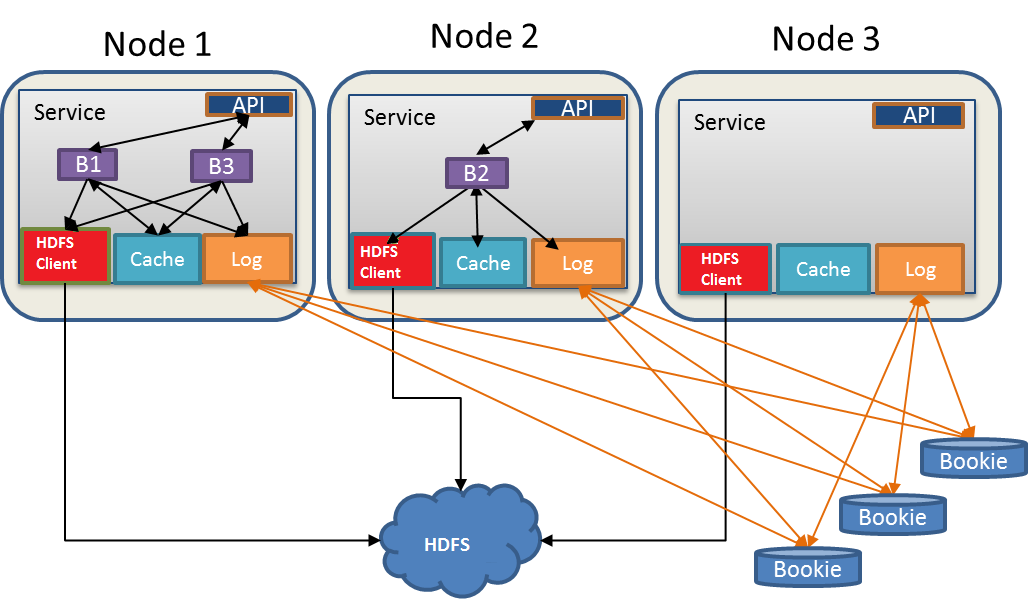 Node 1
Node 2
Node 3
Service
API
B1
B3
HDFS
Client
Cache
Log
Service
API
B2
HDFS
Client
Cache
Log
Service
API
HDFS
Client
Cache
Log
Bookie
Bookie
HDFS
Bookie